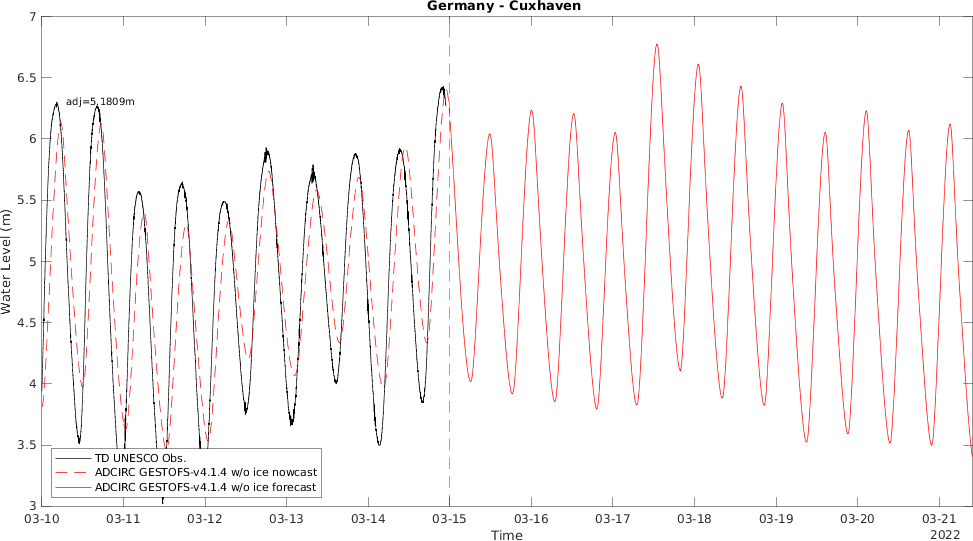 Germany - Cuxhaven
7
6.5
6
5.5
5
4.5
4
3.5
3
Water Level (m)
adj=5.1809m
TD UNESCO Obs.
ADCIRC GESTOFS-v4.1.4 w/o ice nowcast
ADCIRC GESTOFS-v4.1.4 w/o ice forecast
03-10 03-11 03-12 03-13 03-14 03-15 03-16 03-17 03-18 03-19 03-20 03-21
2022
Time